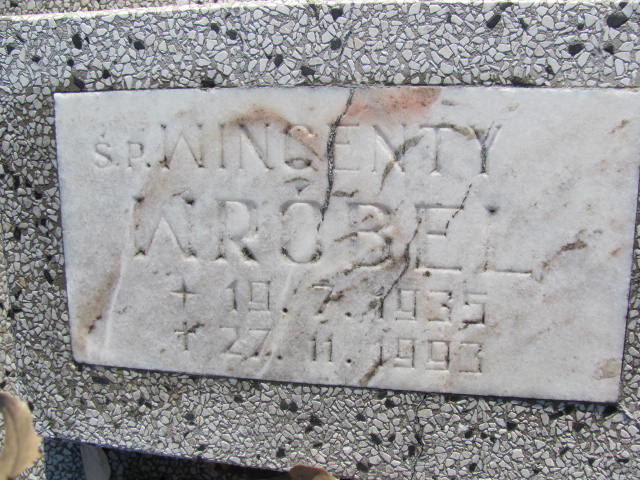 Ś.P. WINCENTY
WRÓBEL
+ 19.7.1935
+ 27.11.1993